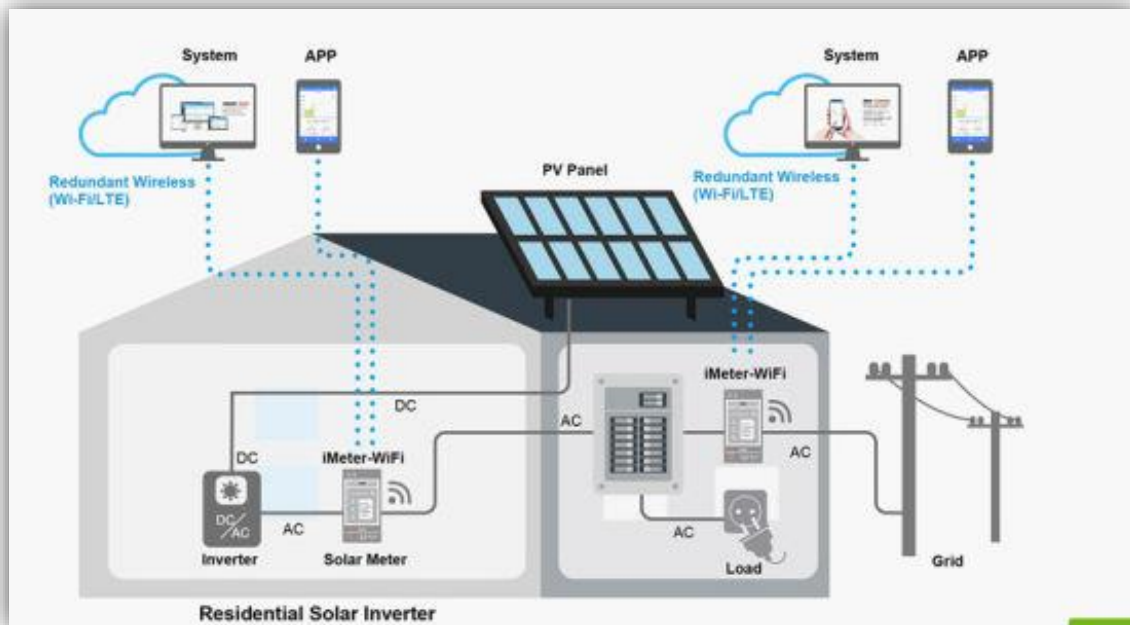 System
APP
System
APP
Redundant Wireless
(Wi-Fi/LTE)
PV Panel
Redundant Wireless
(Wi-Fi/LTE)
iMeter-WiFi
DC
AC
AC
DC
iMeter-WiFi
DC/AC
AC
AC
Inverter
Solar Meter
Load
Grid
Residential Solar Inverter